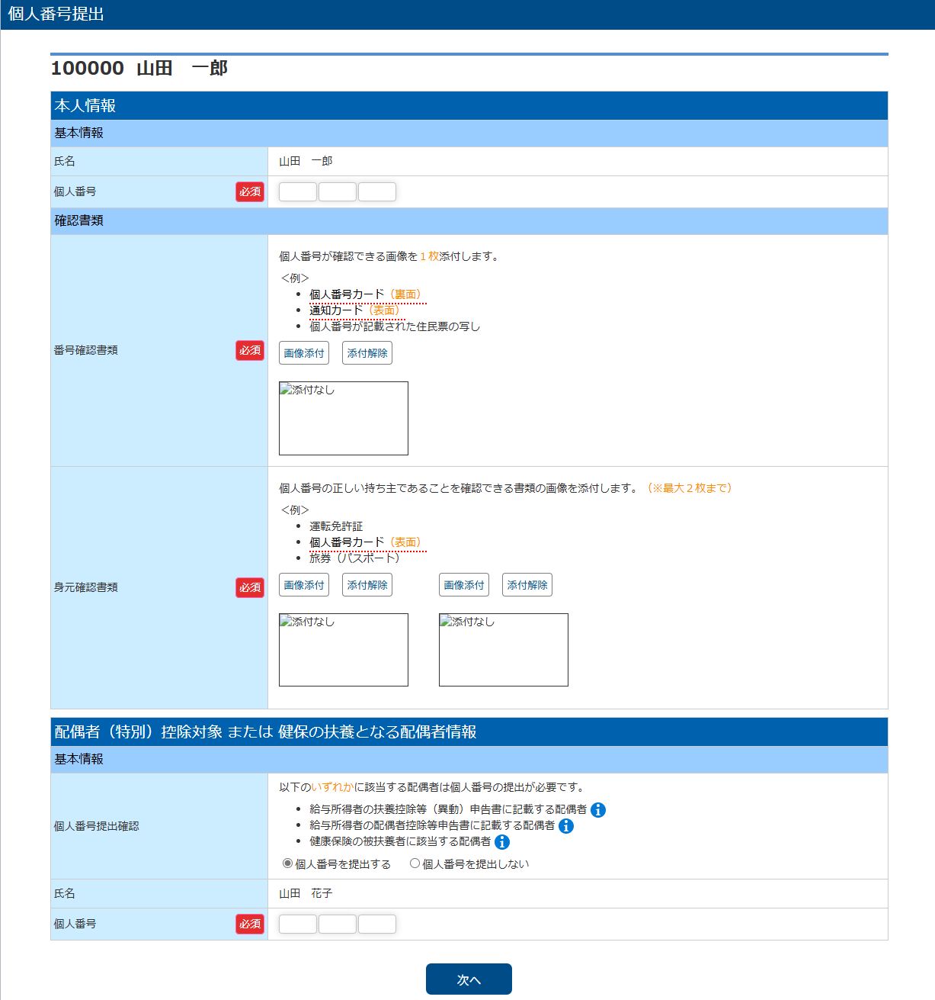 個人番号提出
100000 山田　一郎
本人情報
基本情報
氏名
山田　一郎
個人番号
必須
確認書類
番号確認書類
必須
個人番号が確認できる画像を１枚添付します。
＜例＞
• 個人番号カード（裏面）
• 通知カード（表面）
• 個人番号が記載された住民票の写し
画像添付 添付解除
添付なし
身元確認書類
必須
個人番号の正しい持ち主であることを確認できる書類の画像を添付します。（※最大２枚まで）
＜例＞
• 運転免許証
• 個人番号カード（表面）
• 旅券（パスポート）
画像添付 添付解除 画像添付 添付解除
添付なし 添付なし
配偶者（特別）控除対象 または 健保の扶養となる配偶者情報
基本情報
個人番号提出確認
以下のいずれかに該当する配偶者は個人番号の提出が必要です。
• 給与所得者の扶養控除等（異動）申告書に記載する配偶者
• 給与所得者の配偶者控除等申告書に記載する配偶者
• 健康保険の被扶養者に該当する配偶者
個人番号を提出する 個人番号を提出しない
氏名
山田　花子
個人番号
必須
次へ